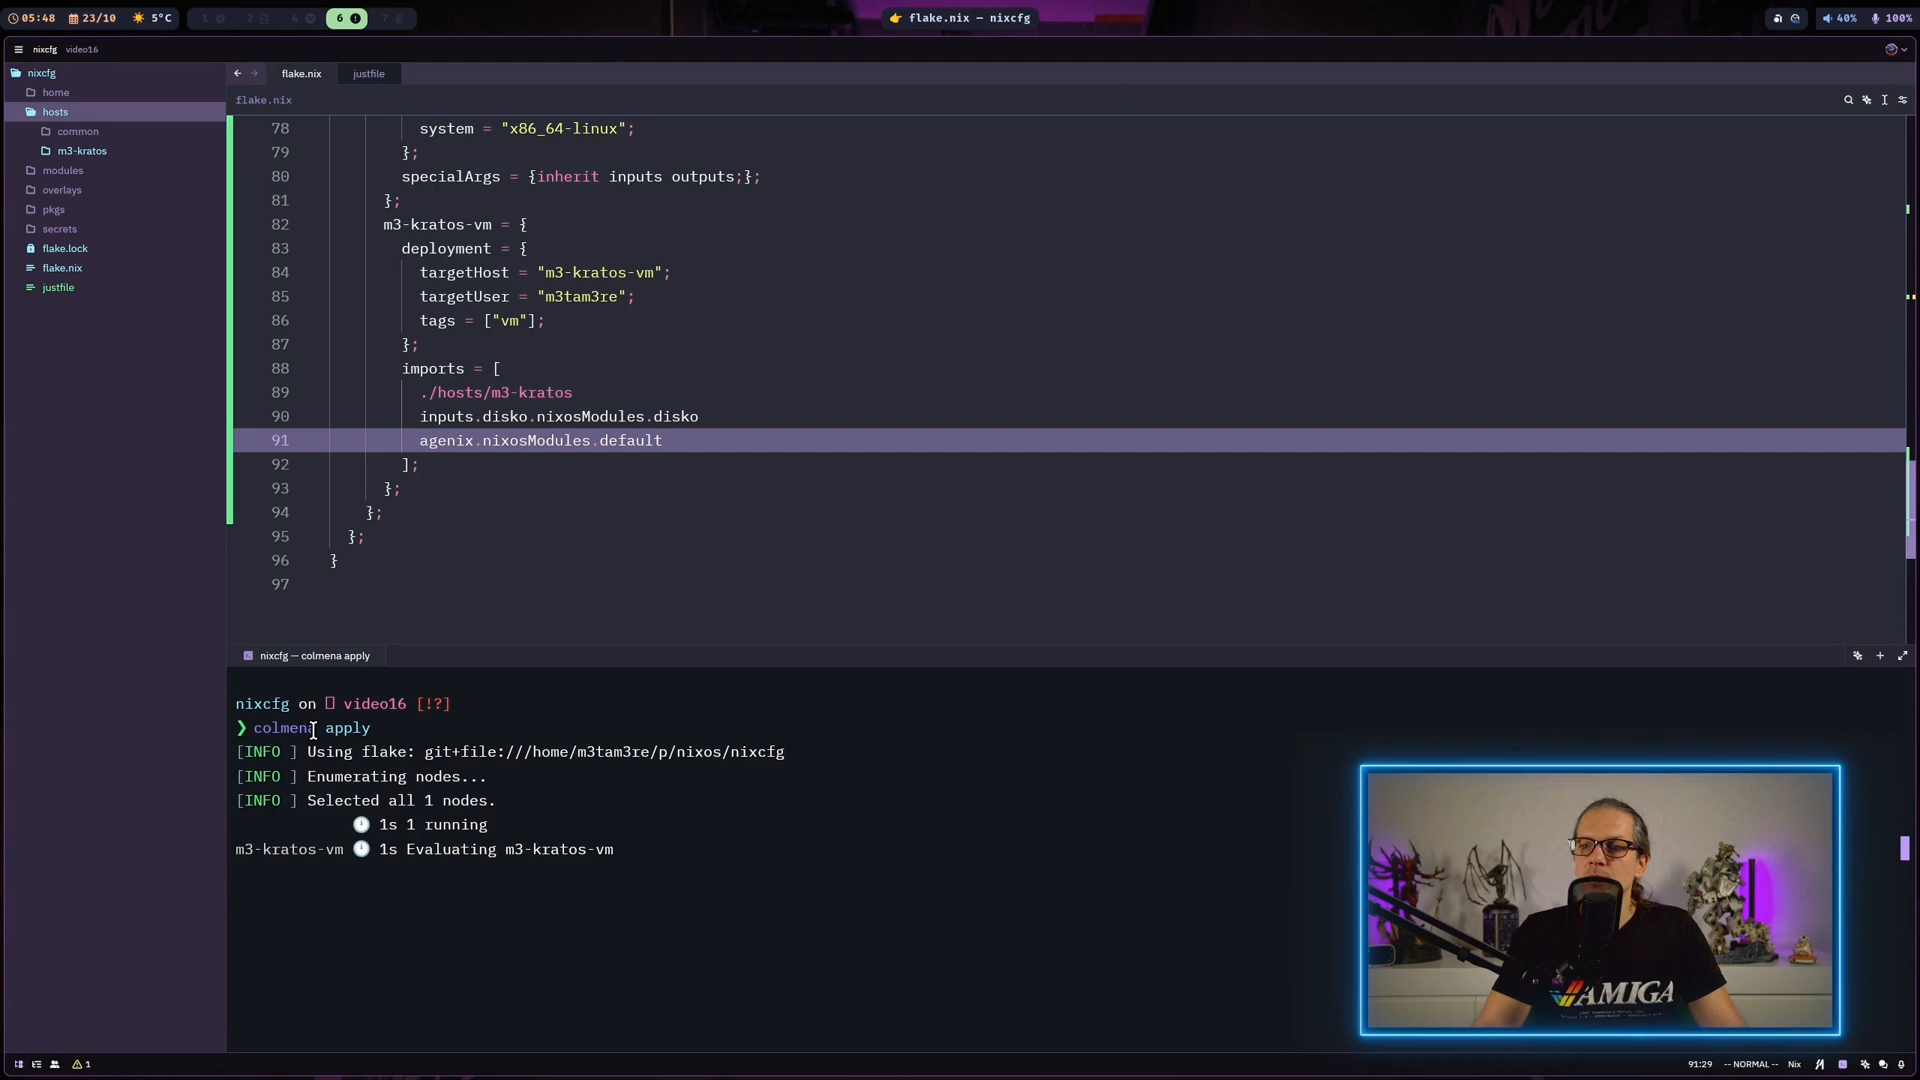 05:48 23/10 5°C 1 2 4 6 7 flake.nix — nixcfg 40% 100%
nixcfg video16
nixcfg
home
hosts
common
m3-kratos
modules
overlays
pkgs
secrets
flake.lock
flake.nix
justfile
flake.nix justfile
flake.nix
78 system = "x86_64-linux";
79 };
80 specialArgs = {inherit inputs outputs;};
81 };
82 m3-kratos-vm = {
83 deployment = {
84 targetHost = "m3-kratos-vm";
85 targetUser = "m3tam3re";
86 tags = ["vm"];
87 };
88 imports = [
89 ./hosts/m3-kratos
90 inputs.disko.nixosModules.disko
91 agenix.nixosModules.default
92 ];
93 };
94 };
95 };
96 }
97
nixcfg — colmena apply
nixcfg on video16 [!?]
❯ colmena apply
[INFO ] Using flake: git+file:///home/m3tam3re/p/nixos/nixcfg
[INFO ] Enumerating nodes...
[INFO ] Selected all 1 nodes.
1s 1 running
m3-kratos-vm 1s Evaluating m3-kratos-vm
AMIGA
1 91:29 -- NORMAL -- Nix